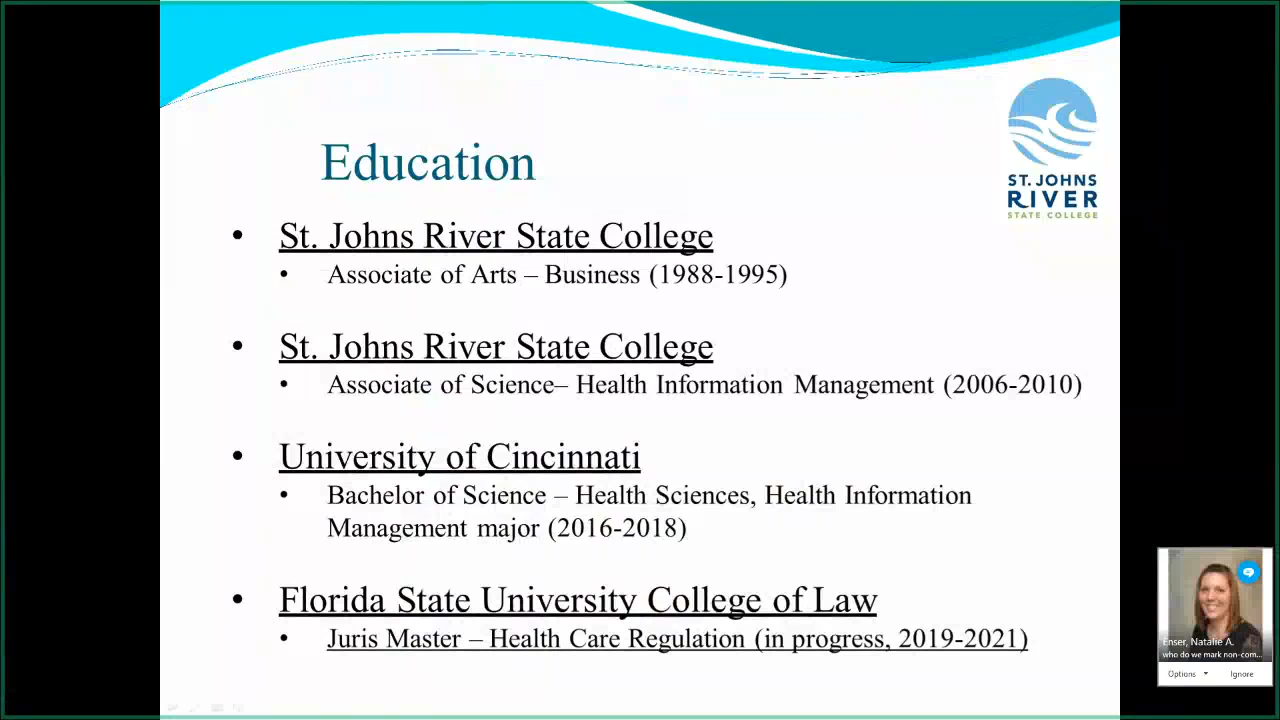 Education
ST. JOHNS
RIVER
STATE COLLEGE
• St. Johns River State College
• Associate of Arts – Business (1988-1995)
• St. Johns River State College
• Associate of Science– Health Information Management (2006-2010)
• University of Cincinnati
• Bachelor of Science – Health Sciences, Health Information
Management major (2016-2018)
• Florida State University College of Law
• Juris Master – Health Care Regulation (in progress, 2019-2021)
Enser, Natalie A.
who do we mark non-com...
Options
Ignore